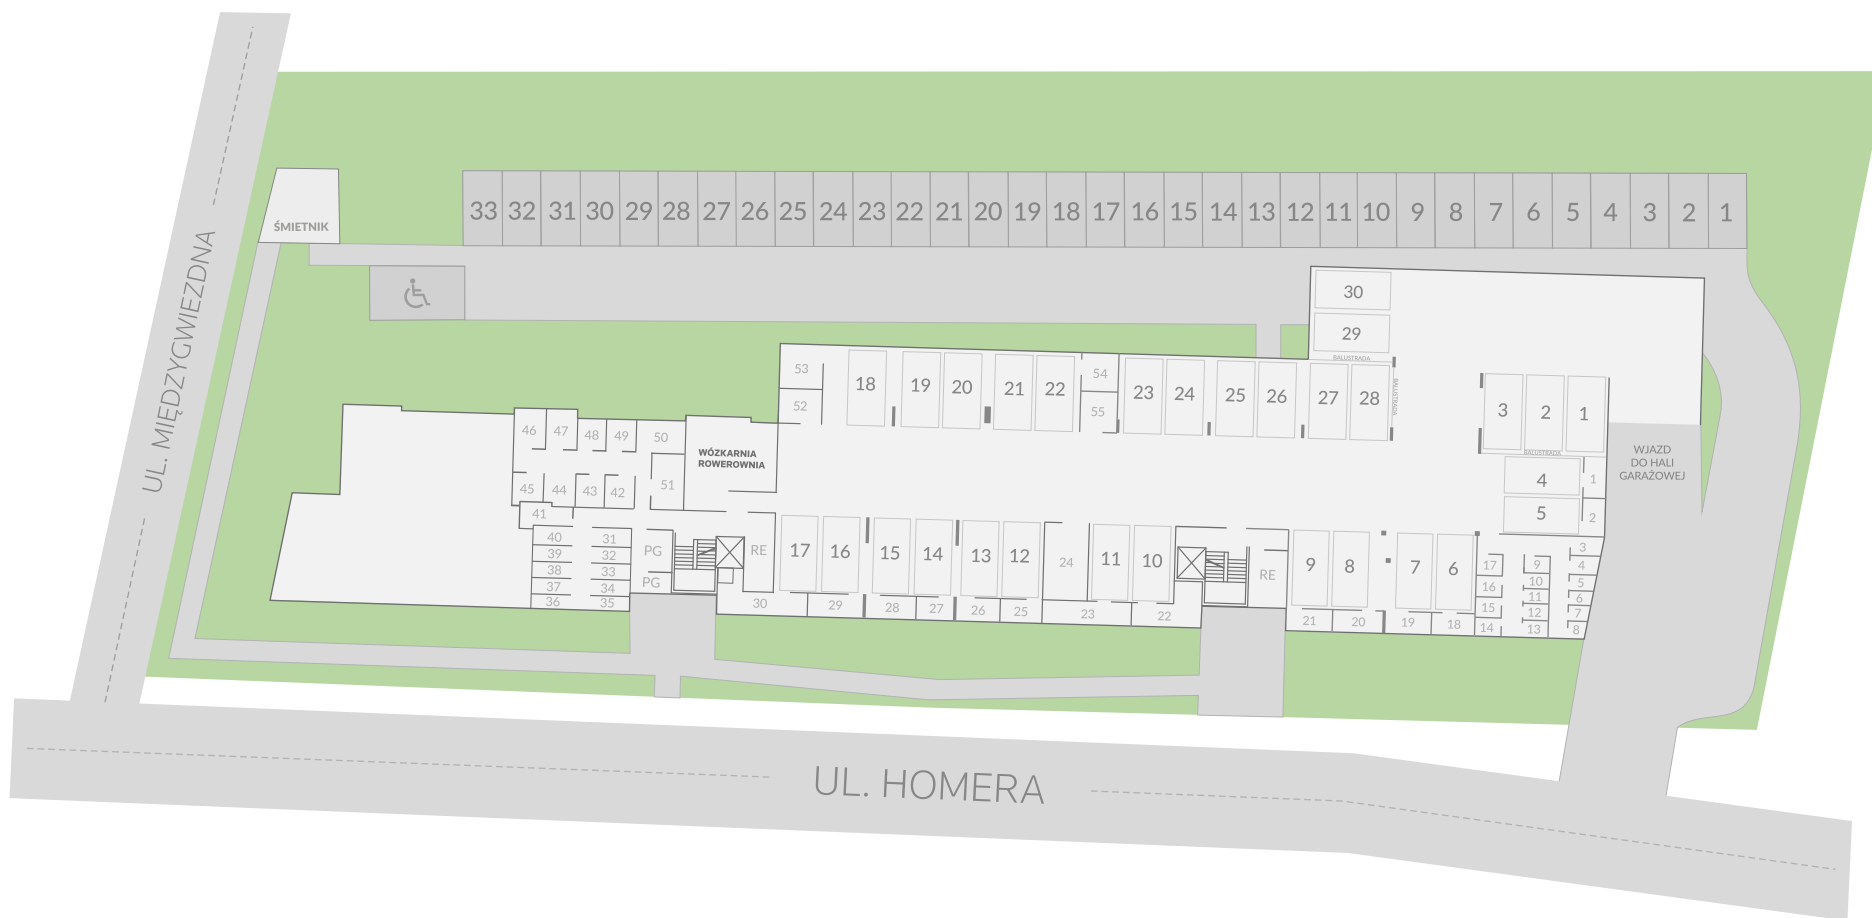 UL. MIĘDZYGWIEZDNA
ŚMIETNIK
33 32 31 30 29 28 27 26 25 24 23 22 21 20 19 18 17 16 15 14 13 12 11 10 9 8 7 6 5 4 3 2 1
30
29
BALUSTRADA
BALUSTRADA
53
52
18 19 20 21 22
54
55
23 24 25 26 27 28
3 2 1
BALUSTRADA
4
5
1
2
WJAZD
DO HALI
GARAŻOWEJ
46 47 48 49 50
45 44 43 42 51
41
WÓZKARNIA
ROWEROWNIA
40 31
39 32
38 33
37 34
36 35
PG
PG
RE
17 16 15 14 13 12
24
11 10
RE
9 8 7 6
30 29 28 27 26 25 23 22
21 20 19 18
17
16
15
14
9
10
11
12
13
3
4
5
6
7
8
UL. HOMERA